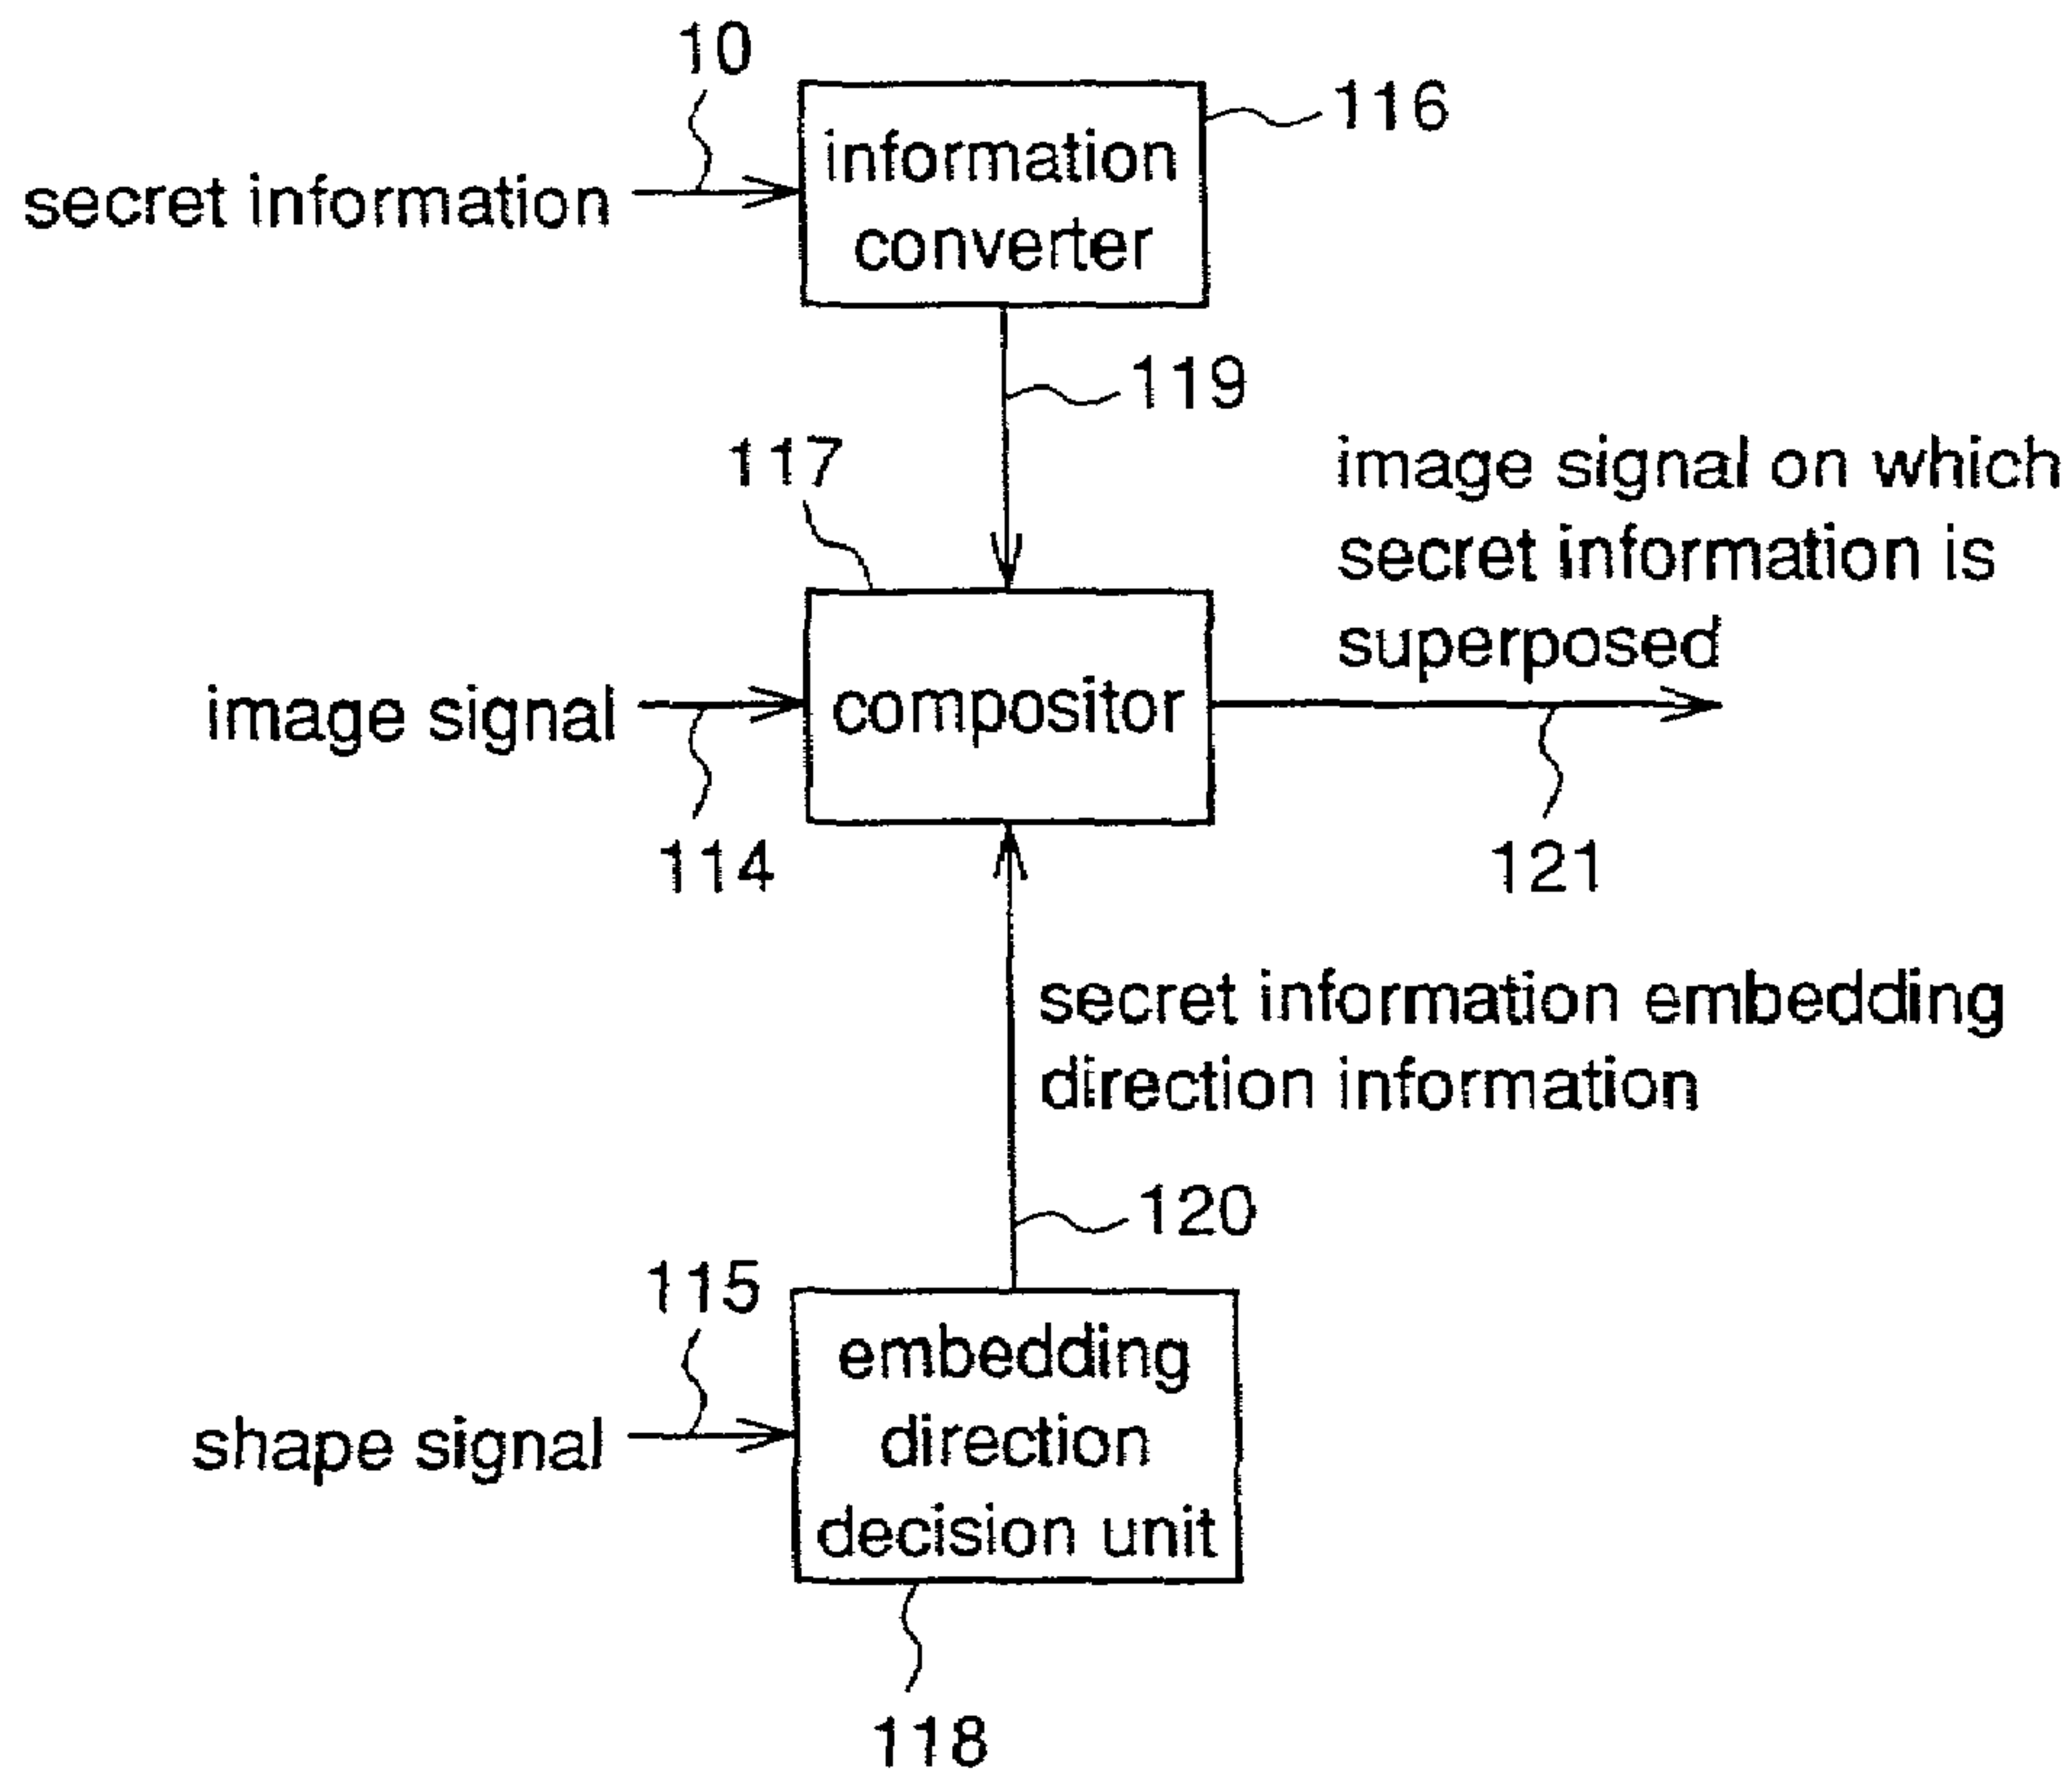 10
116
information
converter
secret information
119
117
image signal on which
secret information is
superposed
compositor
image signal
114
121
secret information embedding
direction information
120
115
embedding
direction
decision unit
shape signal
118